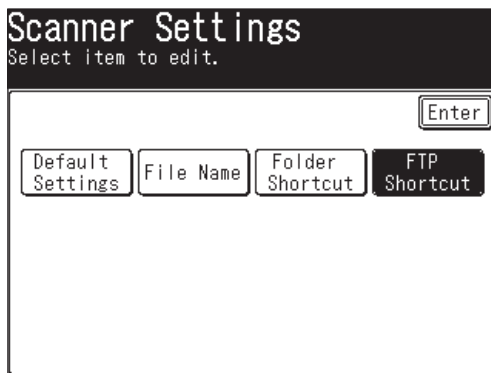 Scanner Settings
Select item to edit.
Enter
Default Settings
File Name
Folder Shortcut
FTP Shortcut